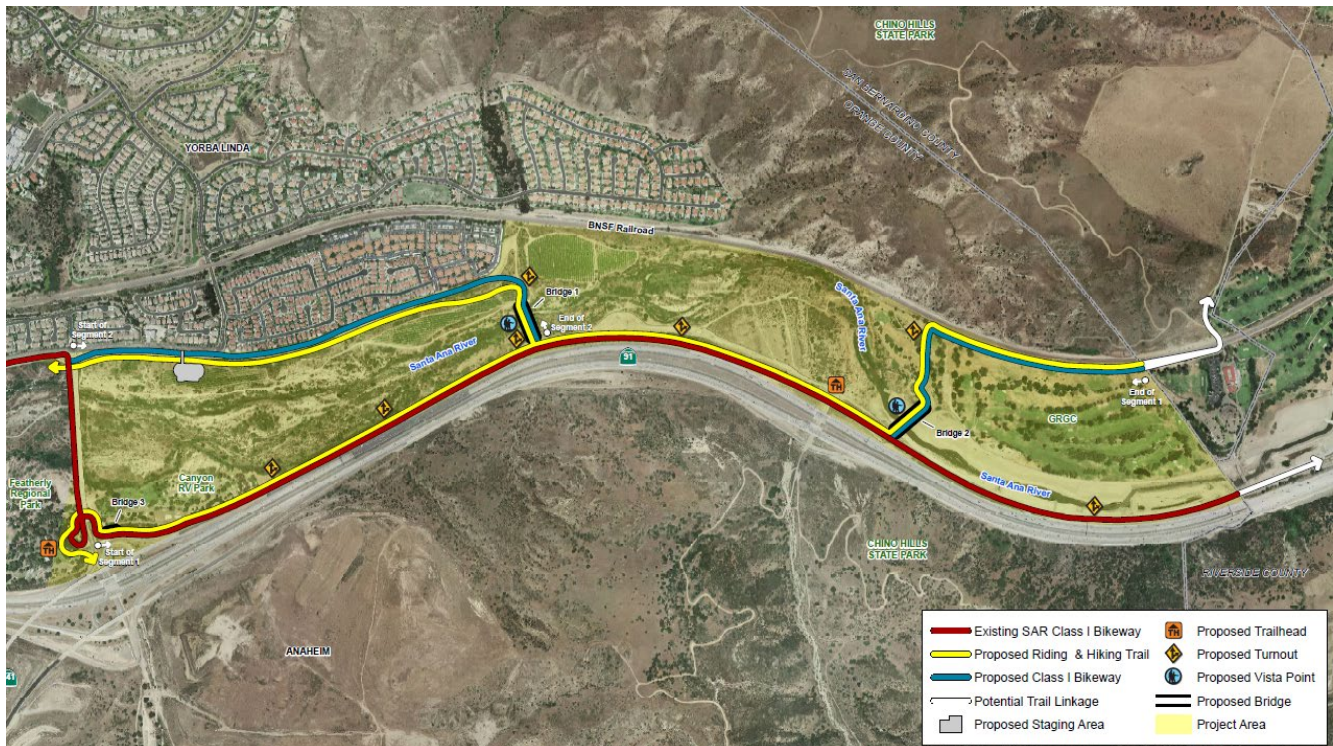 CHINO HILLS
STATE PARK
SAN BERNARDINO COUNTY
ORANGE COUNTY
YORBA LINDA
BNSF Railroad
Bridge 1
Start of
Segment 2
End of
Segment 2
Santa Ana River
Santa Ana River
91
TH
End of
Segment 1
GRGC
Bridge 2
Canyon
RV Park
Featherly
Regional
Park
Bridge 3
Santa Ana River
TH
Start of
Segment 1
CHINO HILLS
STATE PARK
RIVERSIDE COUNTY
ANAHEIM
241
Existing SAR Class I Bikeway
Proposed Riding & Hiking Trail
Proposed Class I Bikeway
Potential Trail Linkage
Proposed Staging Area
TH
Proposed Trailhead
Proposed Turnout
Proposed Vista Point
Proposed Bridge
Project Area